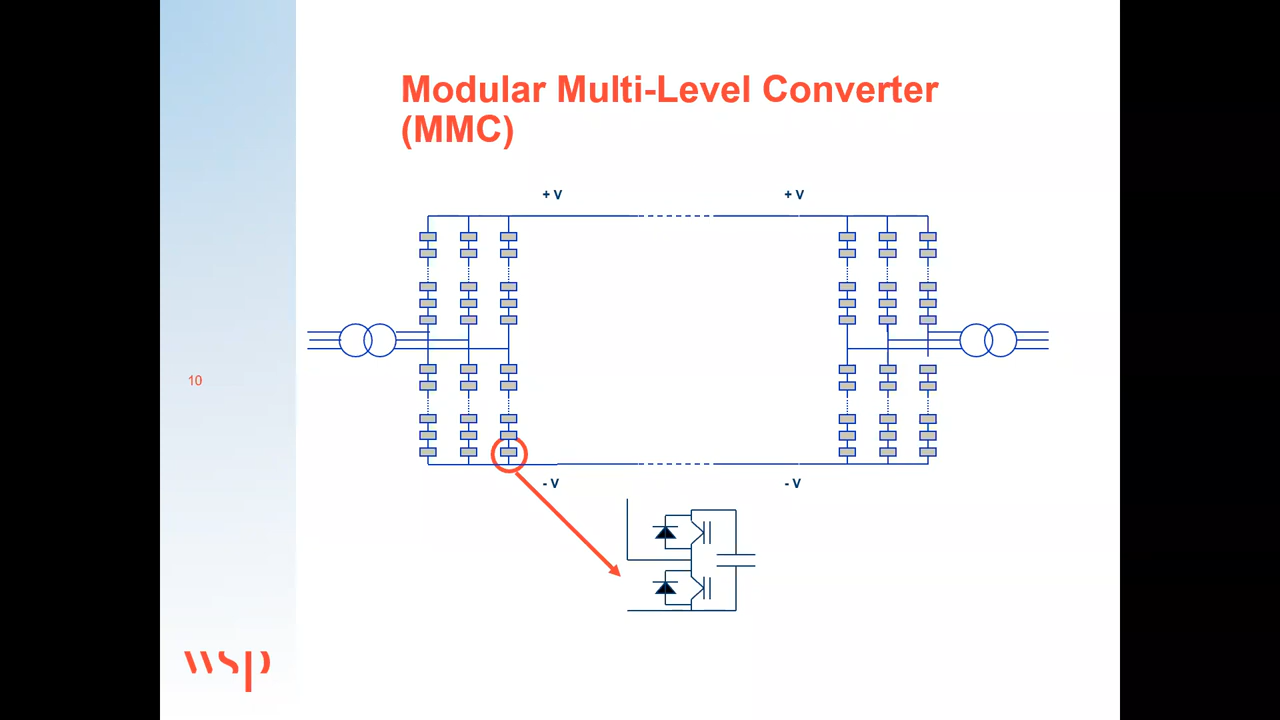 Modular Multi-Level Converter
(MMC)
+ V
+ V
10
- V
- V
wsp